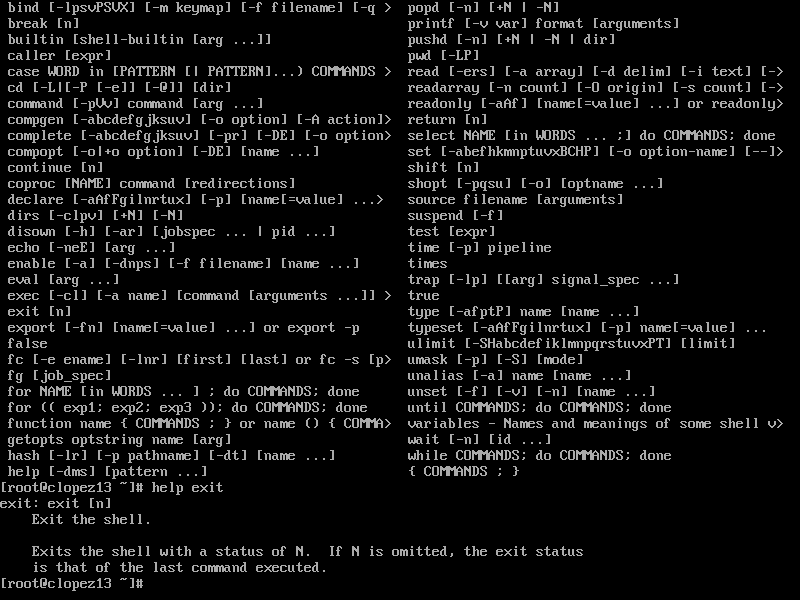 bind [-lpsvPSVX] [-m keymap] [-f filename] [-q >  popd [-n] [+N | -N]
break [n]  printf [-v var] format [arguments]
builtin [shell-builtin [arg ...]]  pushd [-n] [+N | -N | dir]
caller [expr]  pwd [-LP]
case WORD in [PATTERN [| PATTERN]...) COMMANDS >  read [-ers] [-a array] [-d delim] [-i text] [->
cd [-L|[-P [-e]] [-@]] [dir]  readarray [-n count] [-O origin] [-s count] [->
command [-pVv] command [arg ...]  readonly [-aAf] [name[=value] ...] or readonly>
compgen [-abcdefgjksuv] [-o option] [-A action]>  return [n]
complete [-abcdefgjksuv] [-pr] [-DE] [-o option>  select NAME [in WORDS ... ;] do COMMANDS; done
compopt [-o|+o option] [-DE] [name ...]  set [-abefhkmnptuvxBCHP] [-o option-name] [--]>
continue [n]  shift [n]
coproc [NAME] command [redirections]  shopt [-pqsu] [-o] [optname ...]
declare [-aAfFgilnrtux] [-p] [name[=value] ...>  source filename [arguments]
dirs [-clpv] [+N] [-N]  suspend [-f]
disown [-h] [-ar] [jobspec ... | pid ...]  test [expr]
echo [-neE] [arg ...]  time [-p] pipeline
enable [-a] [-dnps] [-f filename] [name ...]  times
eval [arg ...]  trap [-lp] [[arg] signal_spec ...]
exec [-cl] [-a name] [command [arguments ...]] >  true
exit [n]  type [-afptP] name [name ...]
export [-fn] [name[=value] ...] or export -p  typeset [-aAfFgilnrtux] [-p] name[=value] ...
false  ulimit [-SHabcdefiklmnpqrstuvxPT] [limit]
fc [-e ename] [-lnr] [first] [last] or fc -s [p>  umask [-p] [-S] [mode]
fg [job_spec]  unalias [-a] name [name ...]
for NAME [in WORDS ... ] ; do COMMANDS; done  unset [-f] [-v] [-n] [name ...]
for (( exp1; exp2; exp3 )); do COMMANDS; done  until COMMANDS; do COMMANDS; done
function name { COMMANDS ; } or name () { COMMA>  variables - Names and meanings of some shell v>
getopts optstring name [arg]  wait [-n] [id ...]
hash [-lr] [-p pathname] [-dt] [name ...]  while COMMANDS; do COMMANDS; done
help [-dms] [pattern ...]  { COMMANDS ; }
[root@clopez13 ~]# help exit
exit: exit [n]
    Exit the shell.
    Exits the shell with a status of N.  If N is omitted, the exit status
    is that of the last command executed.
[root@clopez13 ~]#